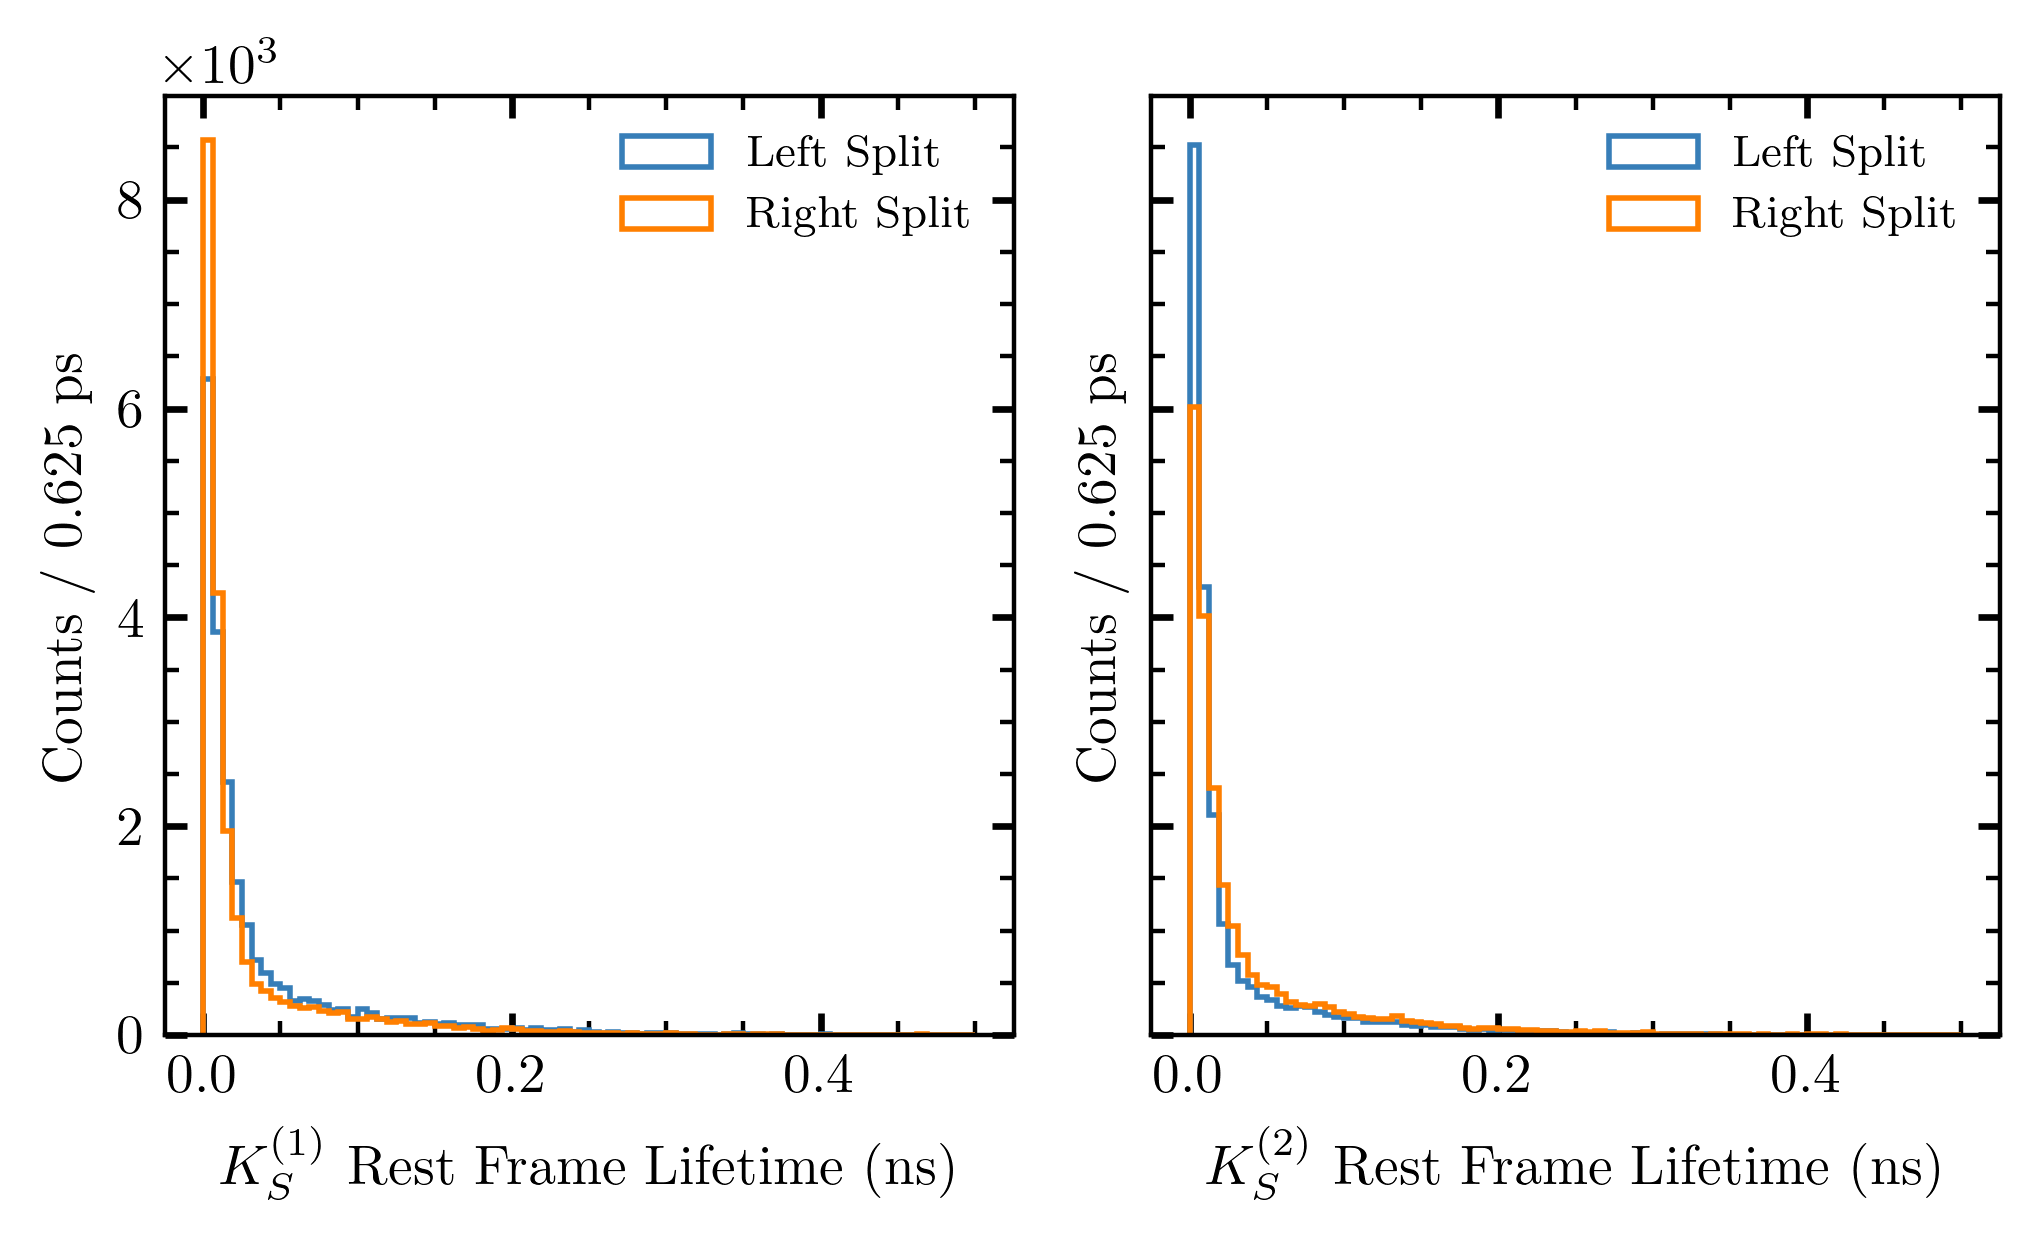 ×10³
Counts / 0.625 ps
8
6
4
2
0
Left Split
Right Split
0.0 0.2 0.4
K_S^(1) Rest Frame Lifetime (ns)
Counts / 0.625 ps
Left Split
Right Split
0.0 0.2 0.4
K_S^(2) Rest Frame Lifetime (ns)